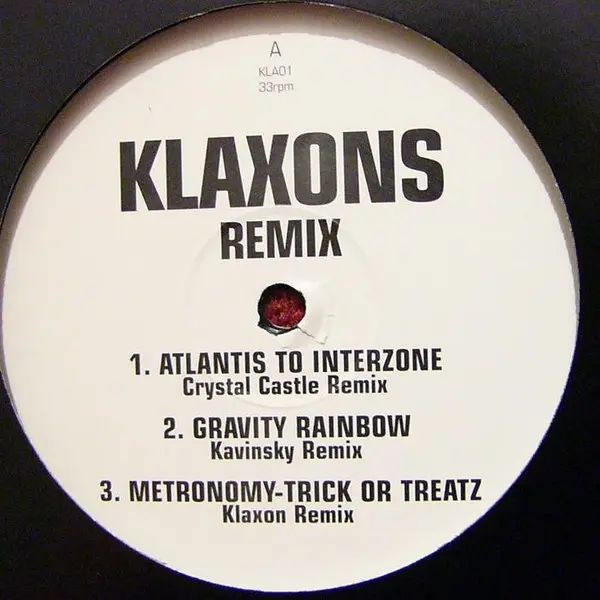 A
KLA01
33rpm
KLAXONS
REMIX
1. ATLANTIS TO INTERZONE
Crystal Castle Remix
2. GRAVITY RAINBOW
Kavinsky Remix
3. METRONOMY-TRICK OR TREATZ
Klaxon Remix